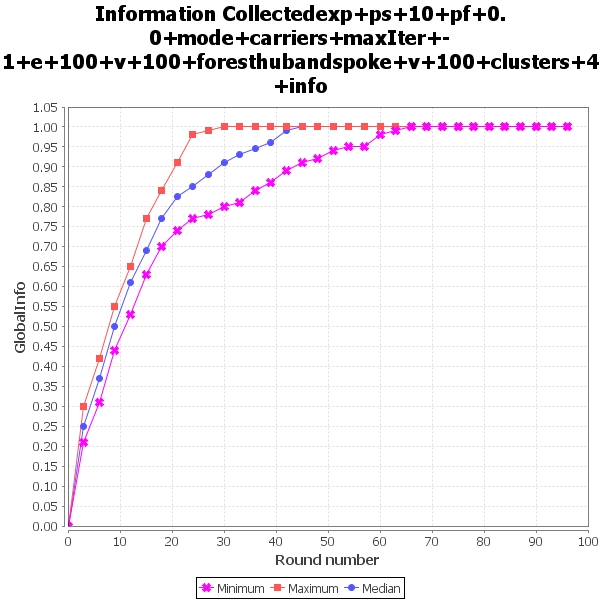 Information Collectedexp+ps+10+pf+0.
0+mode+carriers+maxIter+-
1+e+100+v+100+foresthubandspoke+v+100+clusters+4
+info
1.05
1.00
0.95
0.90
0.85
0.80
0.75
0.70
0.65
0.60
0.55
0.50
0.45
0.40
0.35
0.30
0.25
0.20
0.15
0.10
0.05
0.00
GlobalInfo
0 10 20 30 40 50 60 70 80 90 100
Round number
Minimum Maximum Median